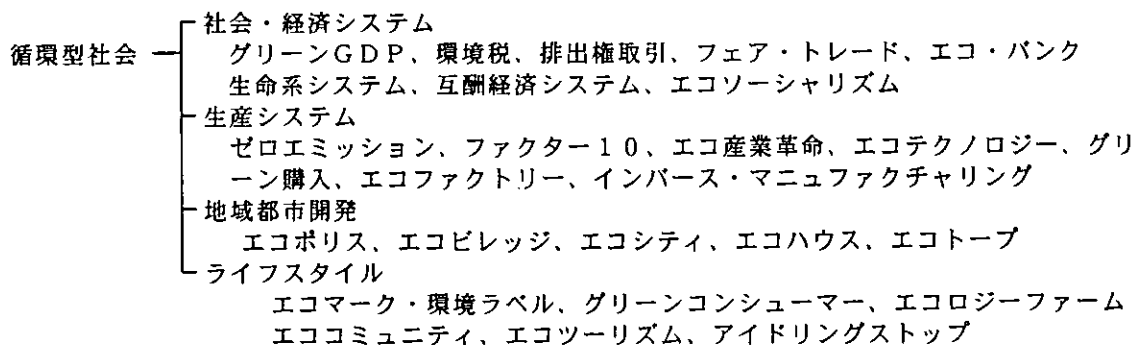 社会・経済システム
循環型社会
グリーンGDP、環境税、排出権取引、フェア・トレード、エコ・バンク
生命系システム、互酬経済システム、エコソーシャリズム
生産システム
ゼロエミッション、ファクター10、エコ産業革命、エコテクノロジー、グリ
ーン購入、エコファクトリー、インバース・マニュファクチャリング
地域都市開発
エコポリス、エコビレッジ、エコシティ、エコハウス、エコトープ
ライフスタイル
エコマーク・環境ラベル、グリーンコンシューマー、エコロジーファーム
エココミュニティ、エコツーリズム、アイドリングストップ